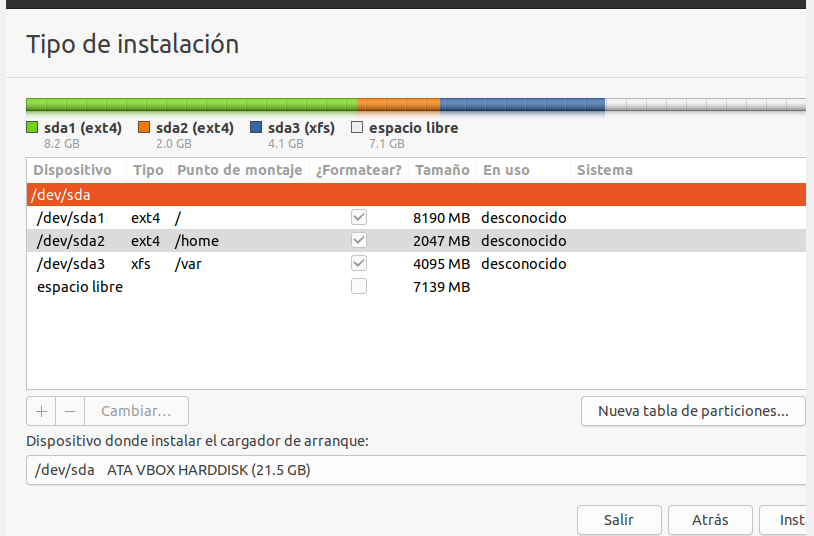 Tipo de instalación
sda1 (ext4) sda2 (ext4) sda3 (xfs) espacio libre
8.2 GB 2.0 GB 4.1 GB 7.1 GB
Dispositivo Tipo Punto de montaje ¿Formatear? Tamaño En uso Sistema
/dev/sda
/dev/sda1 ext4 / 8190 MB desconocido
/dev/sda2 ext4 /home 2047 MB desconocido
/dev/sda3 xfs /var 4095 MB desconocido
espacio libre 7139 MB
+ − Cambiar... Nueva tabla de particiones...
Dispositivo donde instalar el cargador de arranque:
/dev/sda ATA VBOX HARDDISK (21.5 GB)
Salir Atrás Inst